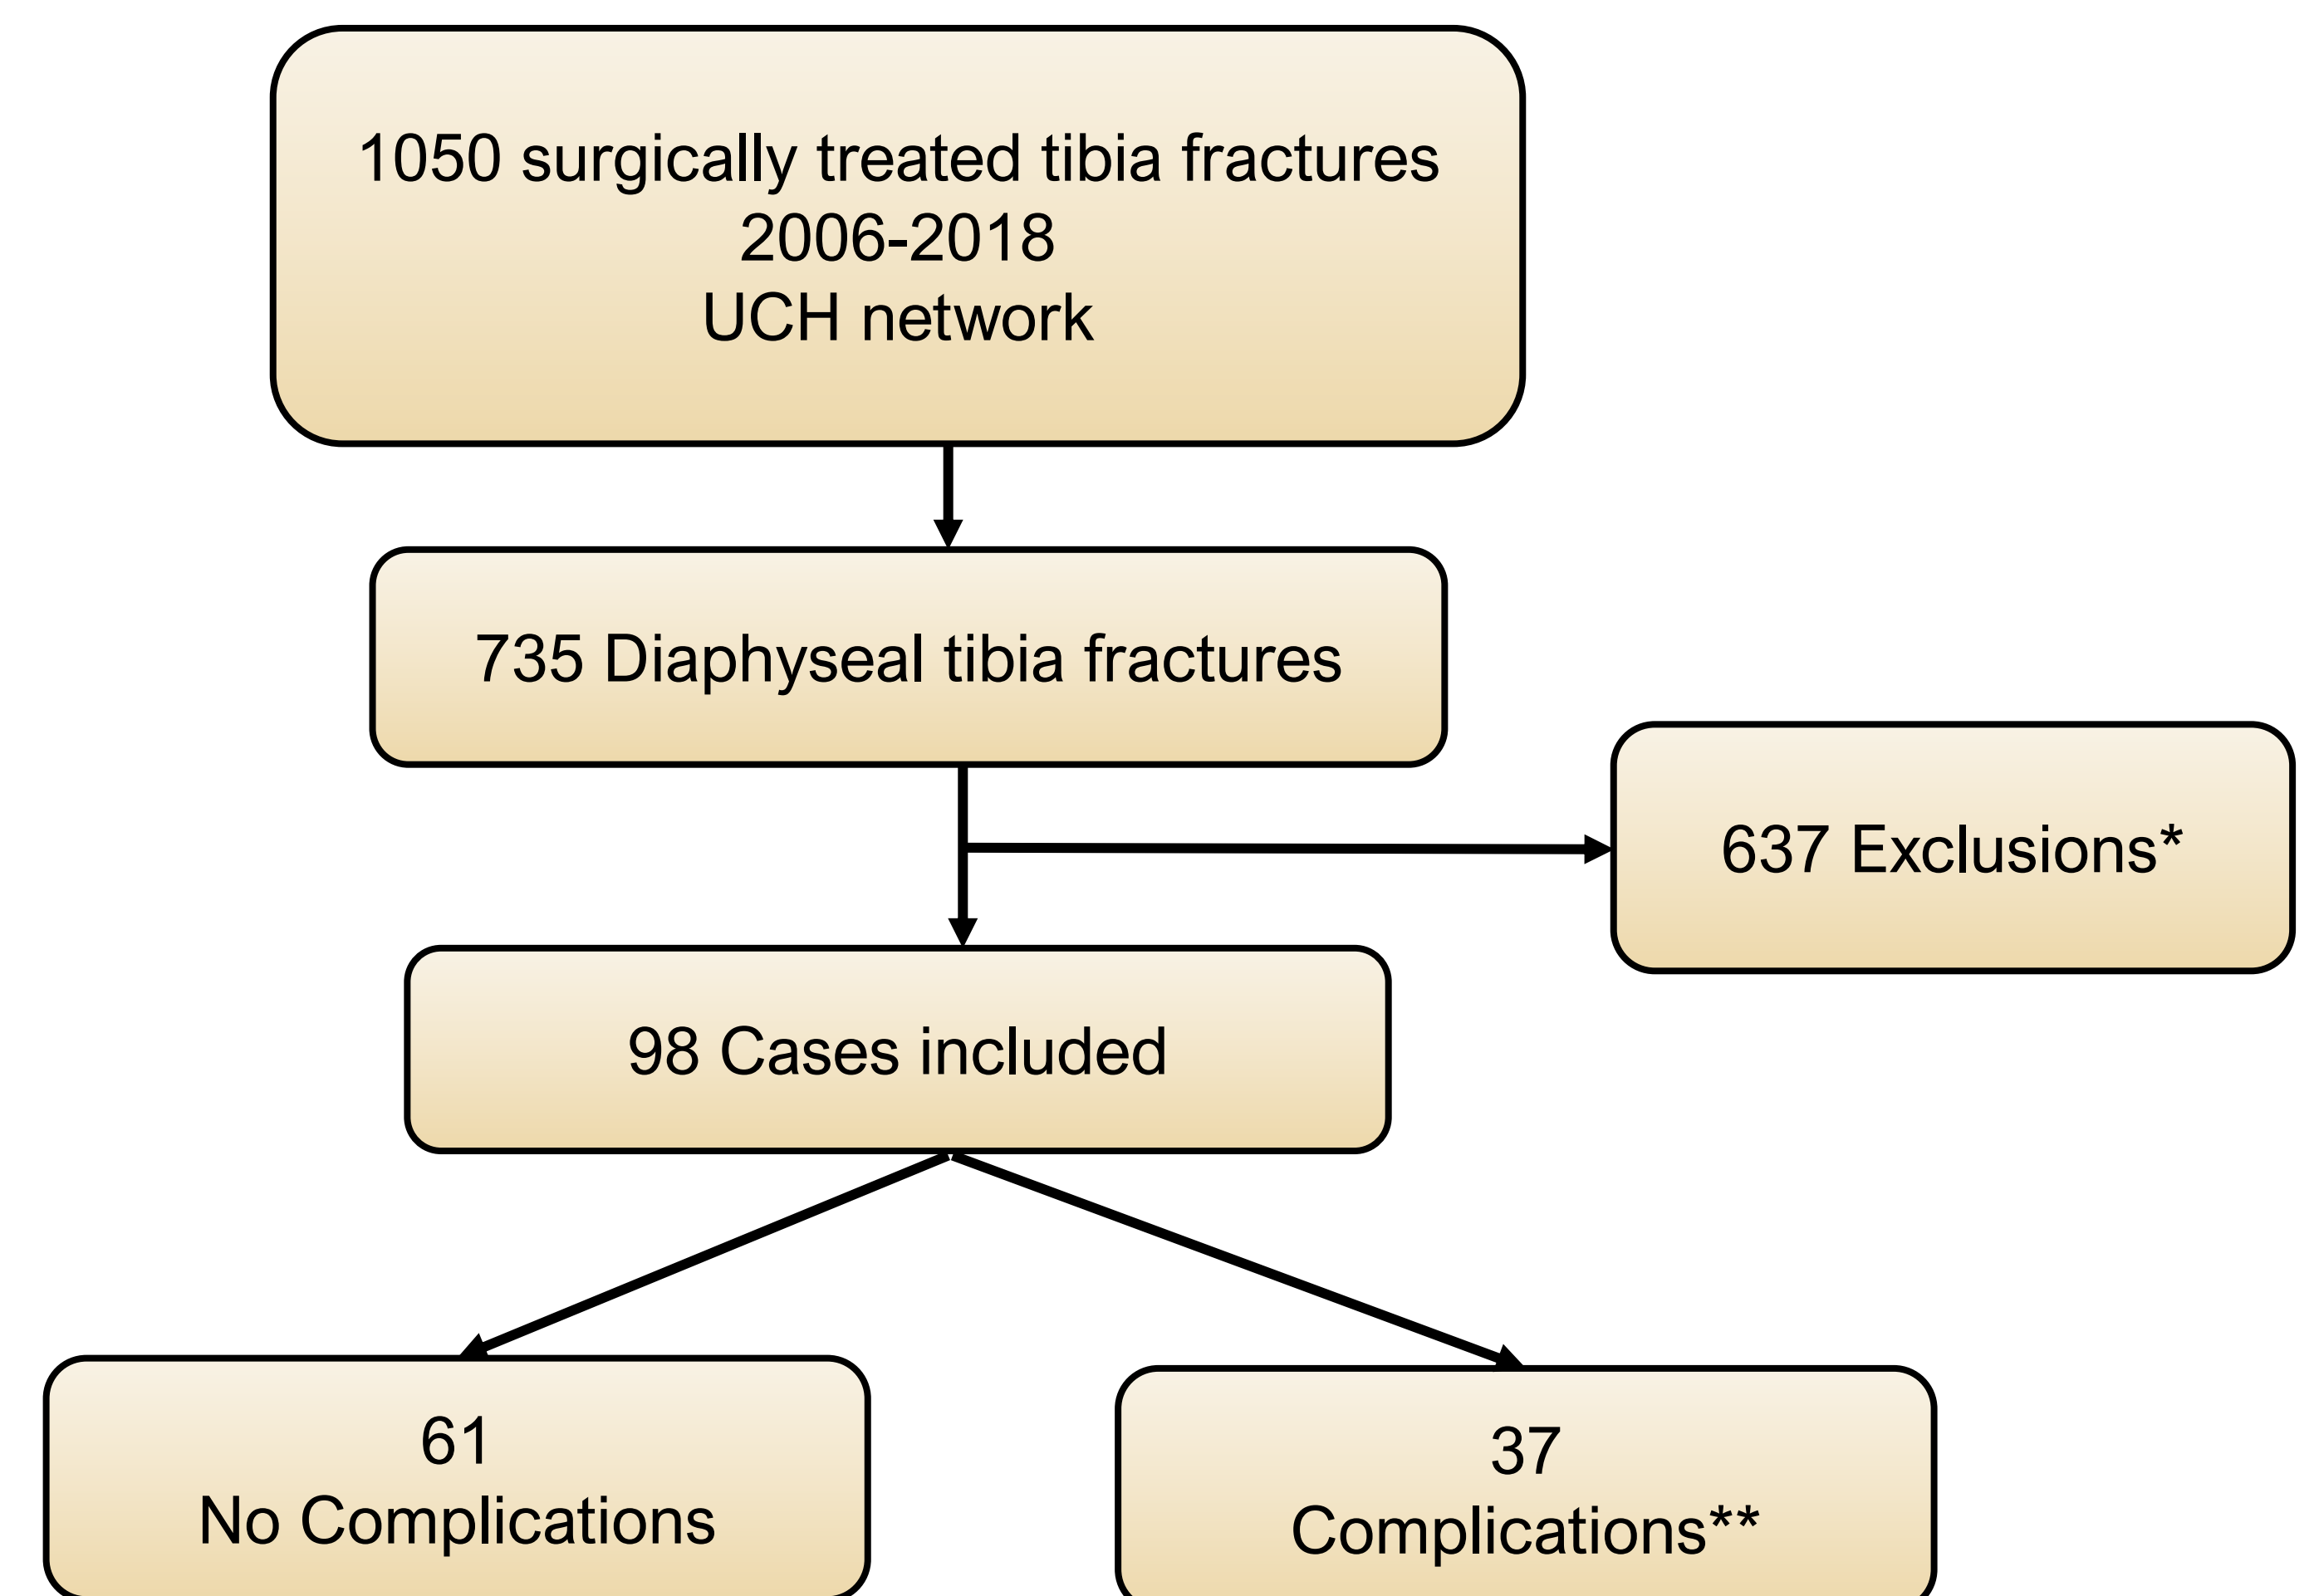 1050 surgically treated tibia fractures
2006-2018
UCH network
735 Diaphyseal tibia fractures
637 Exclusions*
98 Cases included
61
No Complications
37
Complications**